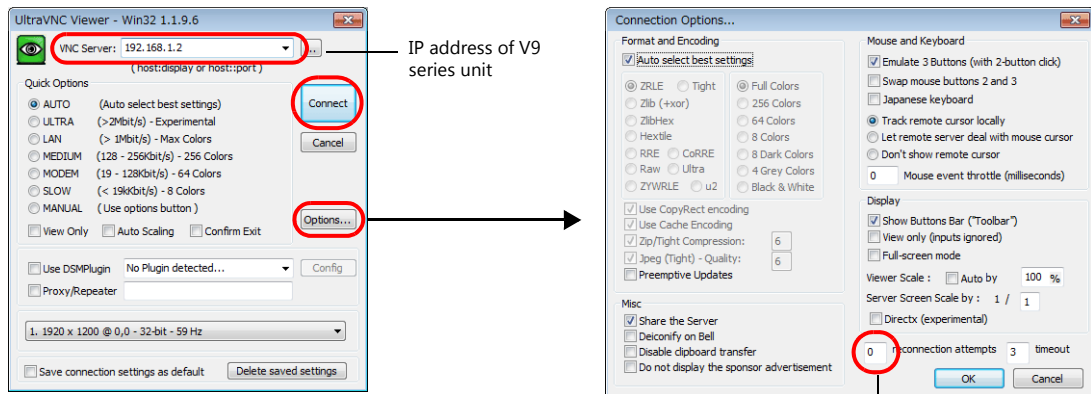 UltraVNC Viewer - Win32 1.1.9.6
VNC Server: 192.168.1.2 ...
( host:display or host::port )
IP address of V9
series unit
Quick Options
AUTO (Auto select best settings)
ULTRA (>2Mbit/s) - Experimental
LAN (> 1Mbit/s) - Max Colors
MEDIUM (128 - 256Kbit/s) - 256 Colors
MODEM (19 - 128Kbit/s) - 64 Colors
SLOW (< 19kKbit/s) - 8 Colors
MANUAL (Use options button )
View Only Auto Scaling Confirm Exit
Connect
Cancel
Options...
Use DSMPlugin No Plugin detected... Config
Proxy/Repeater
1. 1920 x 1200 @ 0,0 - 32-bit - 59 Hz
Save connection settings as default Delete saved settings
Connection Options...
Format and Encoding
Auto select best settings
ZRLE Tight
Zlib (+xor)
ZlibHex
Hextile
RRE CoRRE
Raw Ultra
ZYWRLE u2
Full Colors
256 Colors
64 Colors
8 Colors
8 Dark Colors
4 Grey Colors
Black & White
Use CopyRect encoding
Use Cache Encoding
Zip/Tight Compression: 6
Jpeg (Tight) - Quality: 6
Preemptive Updates
Misc
Share the Server
Deiconify on Bell
Disable clipboard transfer
Do not display the sponsor advertisement
Mouse and Keyboard
Emulate 3 Buttons (with 2-button click)
Swap mouse buttons 2 and 3
Japanese keyboard
Track remote cursor locally
Let remote server deal with mouse cursor
Don't show remote cursor
0 Mouse event throttle (milliseconds)
Display
Show Buttons Bar ("Toolbar")
View only (inputs ignored)
Full-screen mode
Viewer Scale : Auto by 100 %
Server Screen Scale by : 1 / 1
Directx (experimental)
0 reconnection attempts 3 timeout
OK Cancel